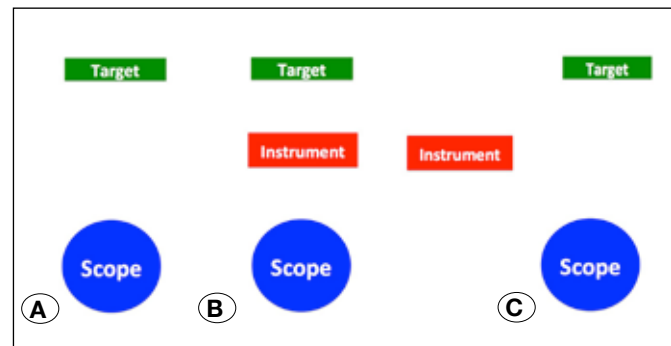 Target Target Target
Instrument Instrument
Scope Scope Scope
A B C